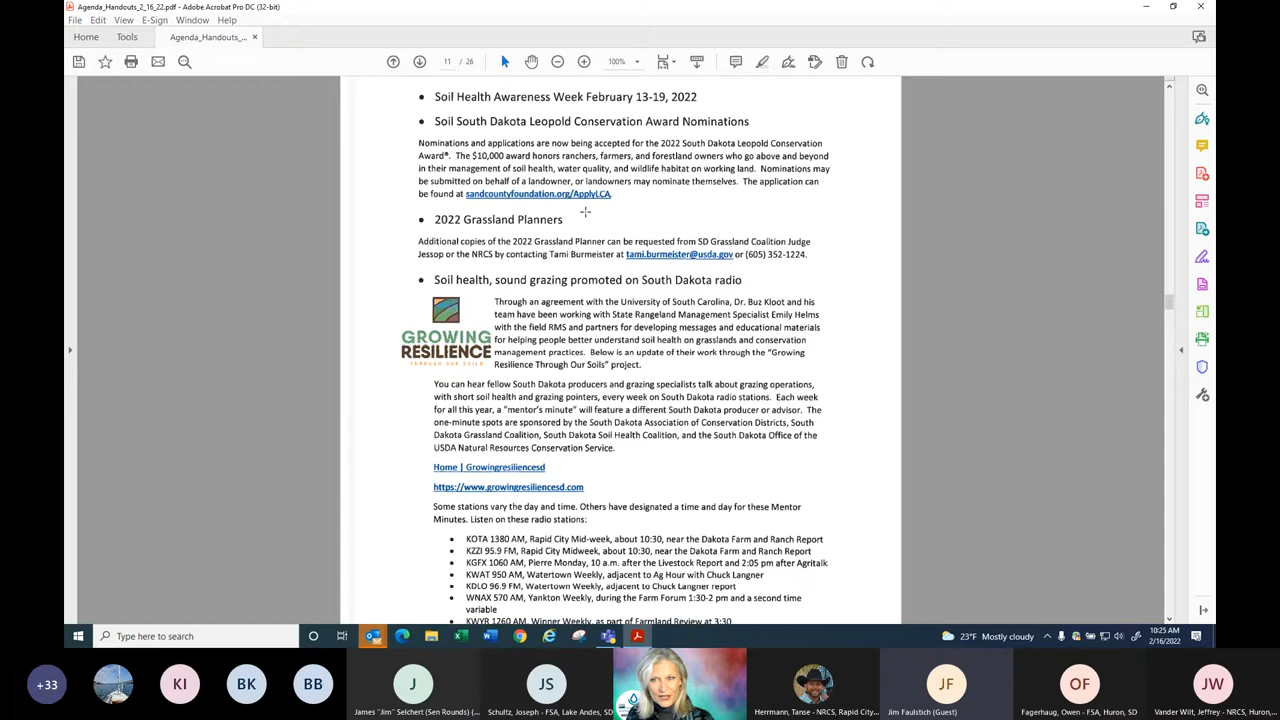 Agenda_Handouts_2_16_22.pdf - Adobe Acrobat Pro DC (32-bit)
File Edit View E-Sign Window Help
Home Tools Agenda_Handouts_... ×
11 / 26 100%
• Soil Health Awareness Week February 13-19, 2022
• Soil South Dakota Leopold Conservation Award Nominations
Nominations and applications are now being accepted for the 2022 South Dakota Leopold Conservation
Award®. The $10,000 award honors ranchers, farmers, and forestland owners who go above and beyond
in their management of soil health, water quality, and wildlife habitat on working land. Nominations may
be submitted on behalf of a landowner, or landowners may nominate themselves. The application can
be found at sandcountyfoundation.org/ApplyLCA.
• 2022 Grassland Planners
Additional copies of the 2022 Grassland Planner can be requested from SD Grassland Coalition Judge
Jessop or the NRCS by contacting Tami Burmeister at tami.burmeister@usda.gov or (605) 352-1224.
• Soil health, sound grazing promoted on South Dakota radio
GROWING
RESILIENCE
THROUGH OUR SOILS
Through an agreement with the University of South Carolina, Dr. Buz Kloot and his
team have been working with State Rangeland Management Specialist Emily Helms
with the field RMS and partners for developing messages and educational materials
for helping people better understand soil health on grasslands and conservation
management practices. Below is an update of their work through the "Growing
Resilience Through Our Soils" project.
You can hear fellow South Dakota producers and grazing specialists talk about grazing operations,
with short soil health and grazing pointers, every week on South Dakota radio stations. Each week
for all this year, a "mentor's minute" will feature a different South Dakota producer or advisor. The
one-minute spots are sponsored by the South Dakota Association of Conservation Districts, South
Dakota Grassland Coalition, South Dakota Soil Health Coalition, and the South Dakota Office of the
USDA Natural Resources Conservation Service.
Home | Growingresiliencesd
https://www.growingresiliencesd.com
Some stations vary the day and time. Others have designated a time and day for these Mentor
Minutes. Listen on these radio stations:
• KOTA 1380 AM, Rapid City Mid-week, about 10:30, near the Dakota Farm and Ranch Report
• KZZI 95.9 FM, Rapid City Midweek, about 10:30, near the Dakota Farm and Ranch Report
• KGFX 1060 AM, Pierre Monday, 10 a.m. after the Livestock Report and 2:05 pm after Agritalk
• KWAT 950 AM, Watertown Weekly, adjacent to Ag Hour with Chuck Langner
• KDLO 96.9 FM, Watertown Weekly, adjacent to Chuck Langner report
• WNAX 570 AM, Yankton Weekly, during the Farm Forum 1:30-2 pm and a second time
variable
• KWYR 1260 AM, Winner Weekly, as part of Farmland Review at 3:30
Type here to search
23°F Mostly cloudy
10:25 AM
2/16/2022
+33 KI BK BB J JS JF OF JW
James "Jim" Selchert (Sen Rounds) (... Schultz, Joseph - FSA, Lake Andes, SD Herrmann, Tanse - NRCS, Rapid City... Jim Faulstich (Guest) Fagerhaug, Owen - FSA, Huron, SD Vander Wilt, Jeffrey - NRCS, Huron,...